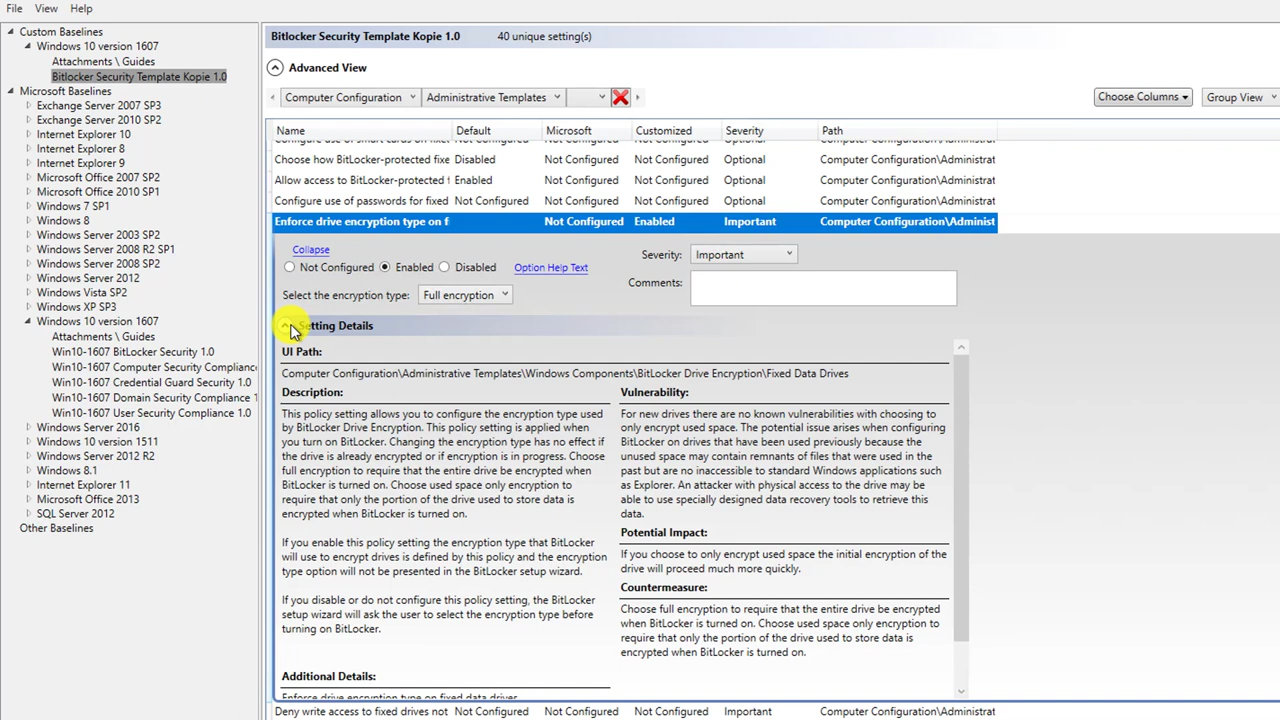 File View Help
Custom Baselines
Windows 10 version 1607
Attachments \ Guides
Bitlocker Security Template Kopie 1.0
Microsoft Baselines
Exchange Server 2007 SP3
Exchange Server 2010 SP2
Internet Explorer 10
Internet Explorer 8
Internet Explorer 9
Microsoft Office 2007 SP2
Microsoft Office 2010 SP1
Windows 7 SP1
Windows 8
Windows Server 2003 SP2
Windows Server 2008 R2 SP1
Windows Server 2008 SP2
Windows Server 2012
Windows Vista SP2
Windows XP SP3
Windows 10 version 1607
Attachments \ Guides
Win10-1607 BitLocker Security 1.0
Win10-1607 Computer Security Compliance
Win10-1607 Credential Guard Security 1.0
Win10-1607 Domain Security Compliance 1
Win10-1607 User Security Compliance 1.0
Windows Server 2016
Windows 10 version 1511
Windows Server 2012 R2
Windows 8.1
Internet Explorer 11
Microsoft Office 2013
SQL Server 2012
Other Baselines
Bitlocker Security Template Kopie 1.0 40 unique setting(s)
Advanced View
Computer Configuration Administrative Templates Choose Columns Group View
Name Default Microsoft Customized Severity Path
Configure use of smart cards on fixed Not Configured Not Configured Not Configured Optional Computer Configuration\Administrat
Choose how BitLocker-protected fixe Disabled Not Configured Not Configured Optional Computer Configuration\Administrat
Allow access to BitLocker-protected f Enabled Not Configured Not Configured Optional Computer Configuration\Administrat
Configure use of passwords for fixed Not Configured Not Configured Not Configured Optional Computer Configuration\Administrat
Enforce drive encryption type on f Not Configured Enabled Important Computer Configuration\Administ
Collapse
Not Configured Enabled Disabled Option Help Text
Select the encryption type: Full encryption
Severity: Important
Comments:
Setting Details
UI Path:
Computer Configuration\Administrative Templates\Windows Components\BitLocker Drive Encryption\Fixed Data Drives
Description:
This policy setting allows you to configure the encryption type used
by BitLocker Drive Encryption. This policy setting is applied when
you turn on BitLocker. Changing the encryption type has no effect if
the drive is already encrypted or if encryption is in progress. Choose
full encryption to require that the entire drive be encrypted when
BitLocker is turned on. Choose used space only encryption to
require that only the portion of the drive used to store data is
encrypted when BitLocker is turned on.
If you enable this policy setting the encryption type that BitLocker
will use to encrypt drives is defined by this policy and the encryption
type option will not be presented in the BitLocker setup wizard.
If you disable or do not configure this policy setting, the BitLocker
setup wizard will ask the user to select the encryption type before
turning on BitLocker.
Additional Details:
Enforce drive encryption type on fixed data drives
Vulnerability:
For new drives there are no known vulnerabilities with choosing to
only encrypt used space. The potential issue arises when configuring
BitLocker on drives that have been used previously because the
unused space may contain remnants of files that were used in the
past but are no inaccessible to standard Windows applications such
as Explorer. An attacker with physical access to the drive may be
able to use specially designed data recovery tools to retrieve this
data.
Potential Impact:
If you choose to only encrypt used space the initial encryption of the
drive will proceed much more quickly.
Countermeasure:
Choose full encryption to require that the entire drive be encrypted
when BitLocker is turned on. Choose used space only encryption to
require that only the portion of the drive used to store data is
encrypted when BitLocker is turned on.
Deny write access to fixed drives not Not Configured Not Configured Not Configured Important Computer Configuration\Administrat